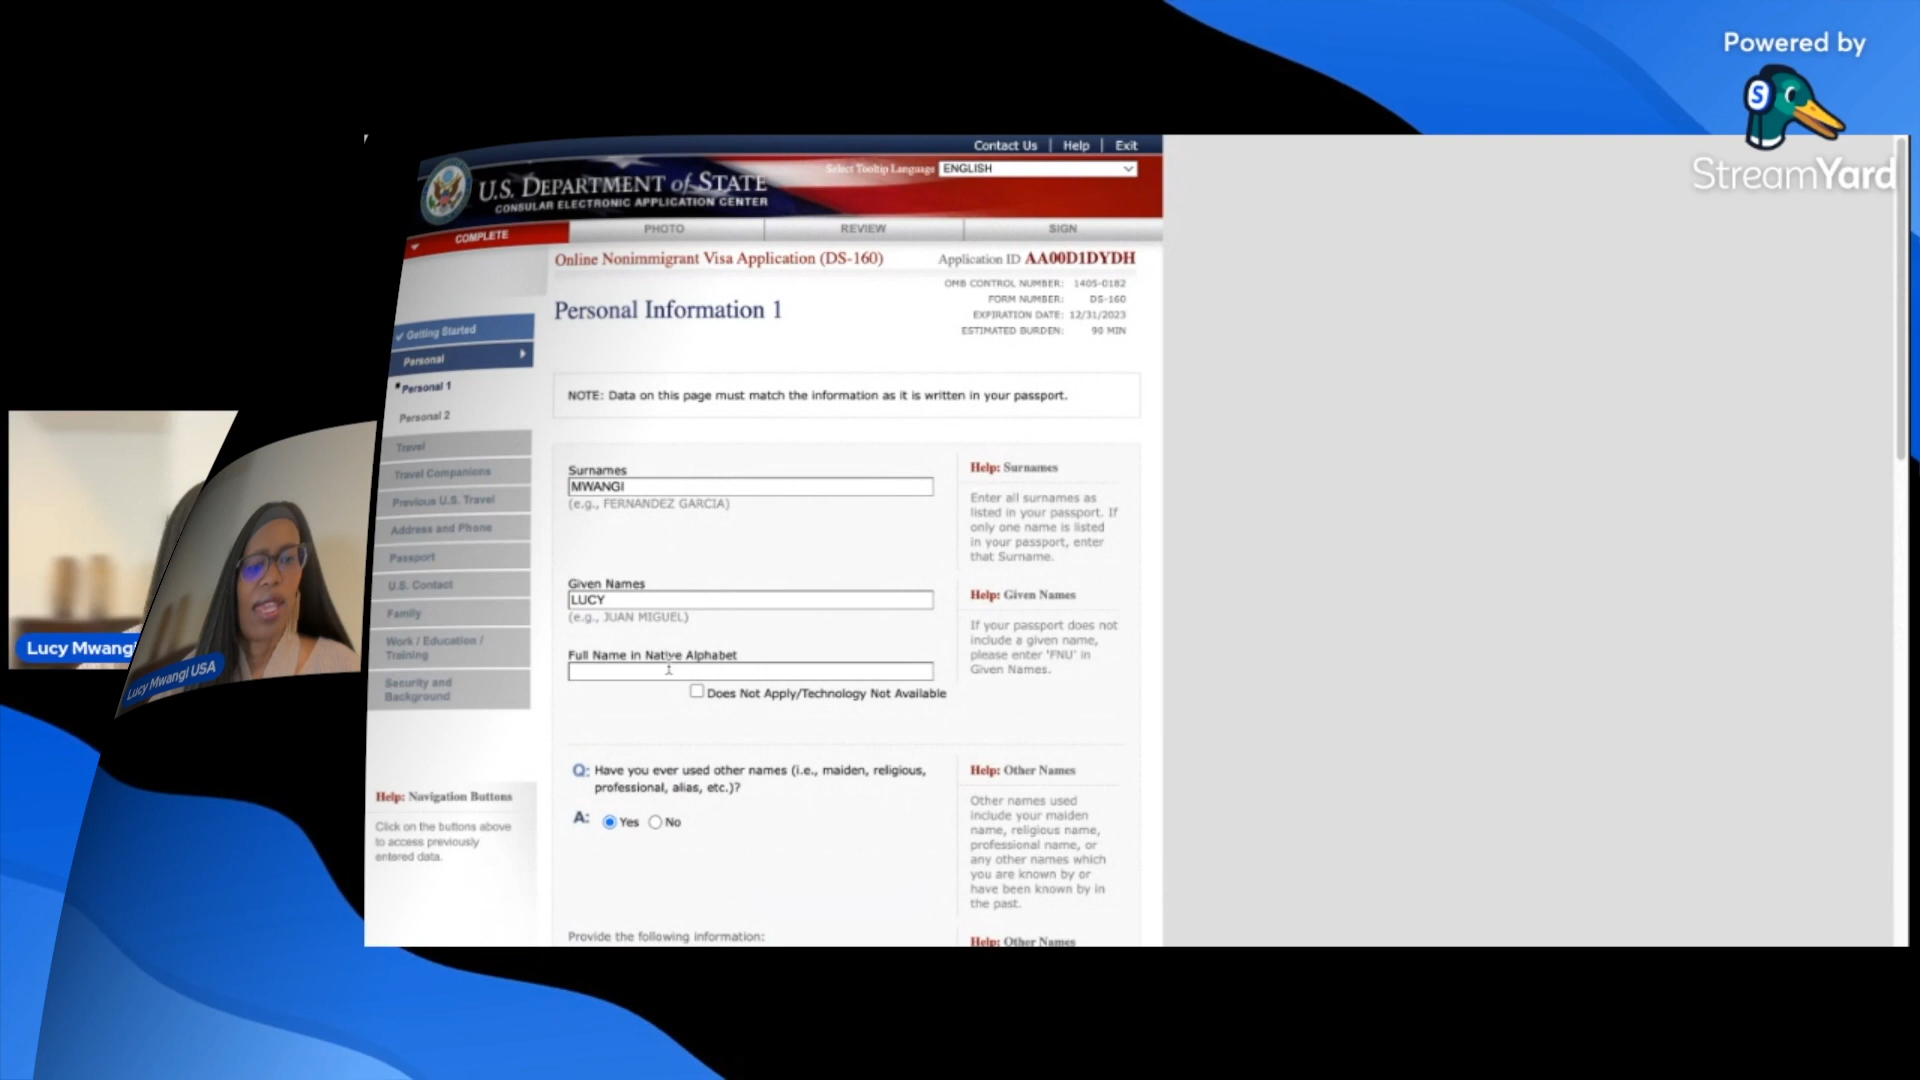 Powered by
S
StreamYard
Contact Us | Help | Exit
Select Tooltip Language ENGLISH
U.S. DEPARTMENT of STATE
CONSULAR ELECTRONIC APPLICATION CENTER
COMPLETE
PHOTO
REVIEW
SIGN
Online Nonimmigrant Visa Application (DS-160)
Application ID AA00D1DYDH
OMB CONTROL NUMBER: 1405-0182
FORM NUMBER: DS-160
EXPIRATION DATE: 12/31/2023
ESTIMATED BURDEN: 90 MIN
Personal Information 1
Getting Started
Personal
Personal 1
Personal 2
Travel
Travel Companions
Previous U.S. Travel
Address and Phone
Passport
U.S. Contact
Family
Work / Education /
Training
Security and
Background
Help: Navigation Buttons
Click on the buttons above
to access previously
entered data.
NOTE: Data on this page must match the information as it is written in your passport.
Surnames
MWANGI
(e.g., FERNANDEZ GARCIA)
Help: Surnames
Enter all surnames as
listed in your passport. If
only one name is listed
in your passport, enter
that Surname.
Given Names
LUCY
(e.g., JUAN MIGUEL)
Help: Given Names
If your passport does not
include a given name,
please enter 'FNU' in
Given Names.
Full Name in Native Alphabet
Does Not Apply/Technology Not Available
Q: Have you ever used other names (i.e., maiden, religious,
professional, alias, etc.)?
A: Yes No
Help: Other Names
Other names used
include your maiden
name, religious name,
professional name, or
any other names which
you are known by or
have been known by in
the past.
Provide the following information:
Help: Other Names
Lucy Mwangi
Lucy Mwangi USA